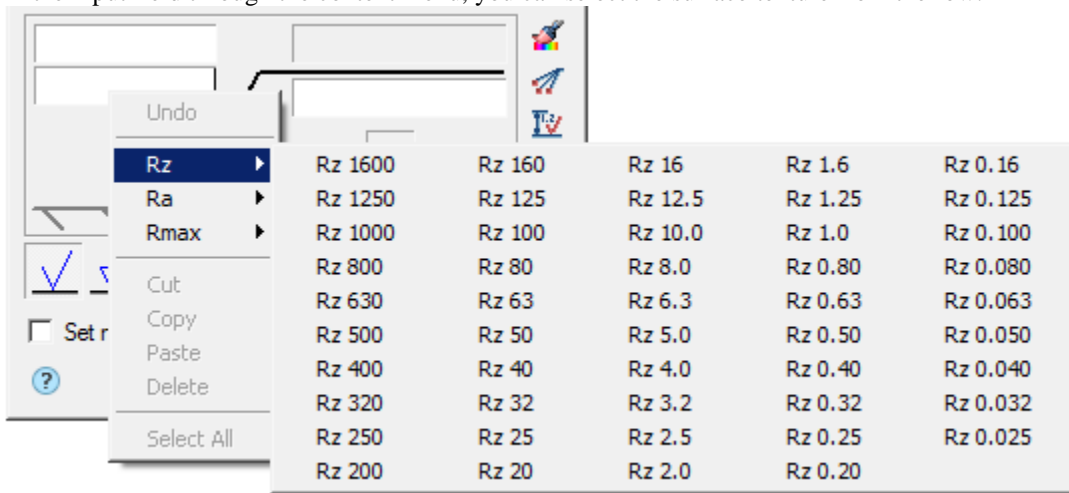 Undo
Rz
Ra
Rmax
Cut
Copy
Paste
Delete
Select All
Set
Rz 1600 Rz 160 Rz 16 Rz 1.6 Rz 0.16
Rz 1250 Rz 125 Rz 12.5 Rz 1.25 Rz 0.125
Rz 1000 Rz 100 Rz 10.0 Rz 1.0 Rz 0.100
Rz 800 Rz 80 Rz 8.0 Rz 0.80 Rz 0.080
Rz 630 Rz 63 Rz 6.3 Rz 0.63 Rz 0.063
Rz 500 Rz 50 Rz 5.0 Rz 0.50 Rz 0.050
Rz 400 Rz 40 Rz 4.0 Rz 0.40 Rz 0.040
Rz 320 Rz 32 Rz 3.2 Rz 0.32 Rz 0.032
Rz 250 Rz 25 Rz 2.5 Rz 0.25 Rz 0.025
Rz 200 Rz 20 Rz 2.0 Rz 0.20